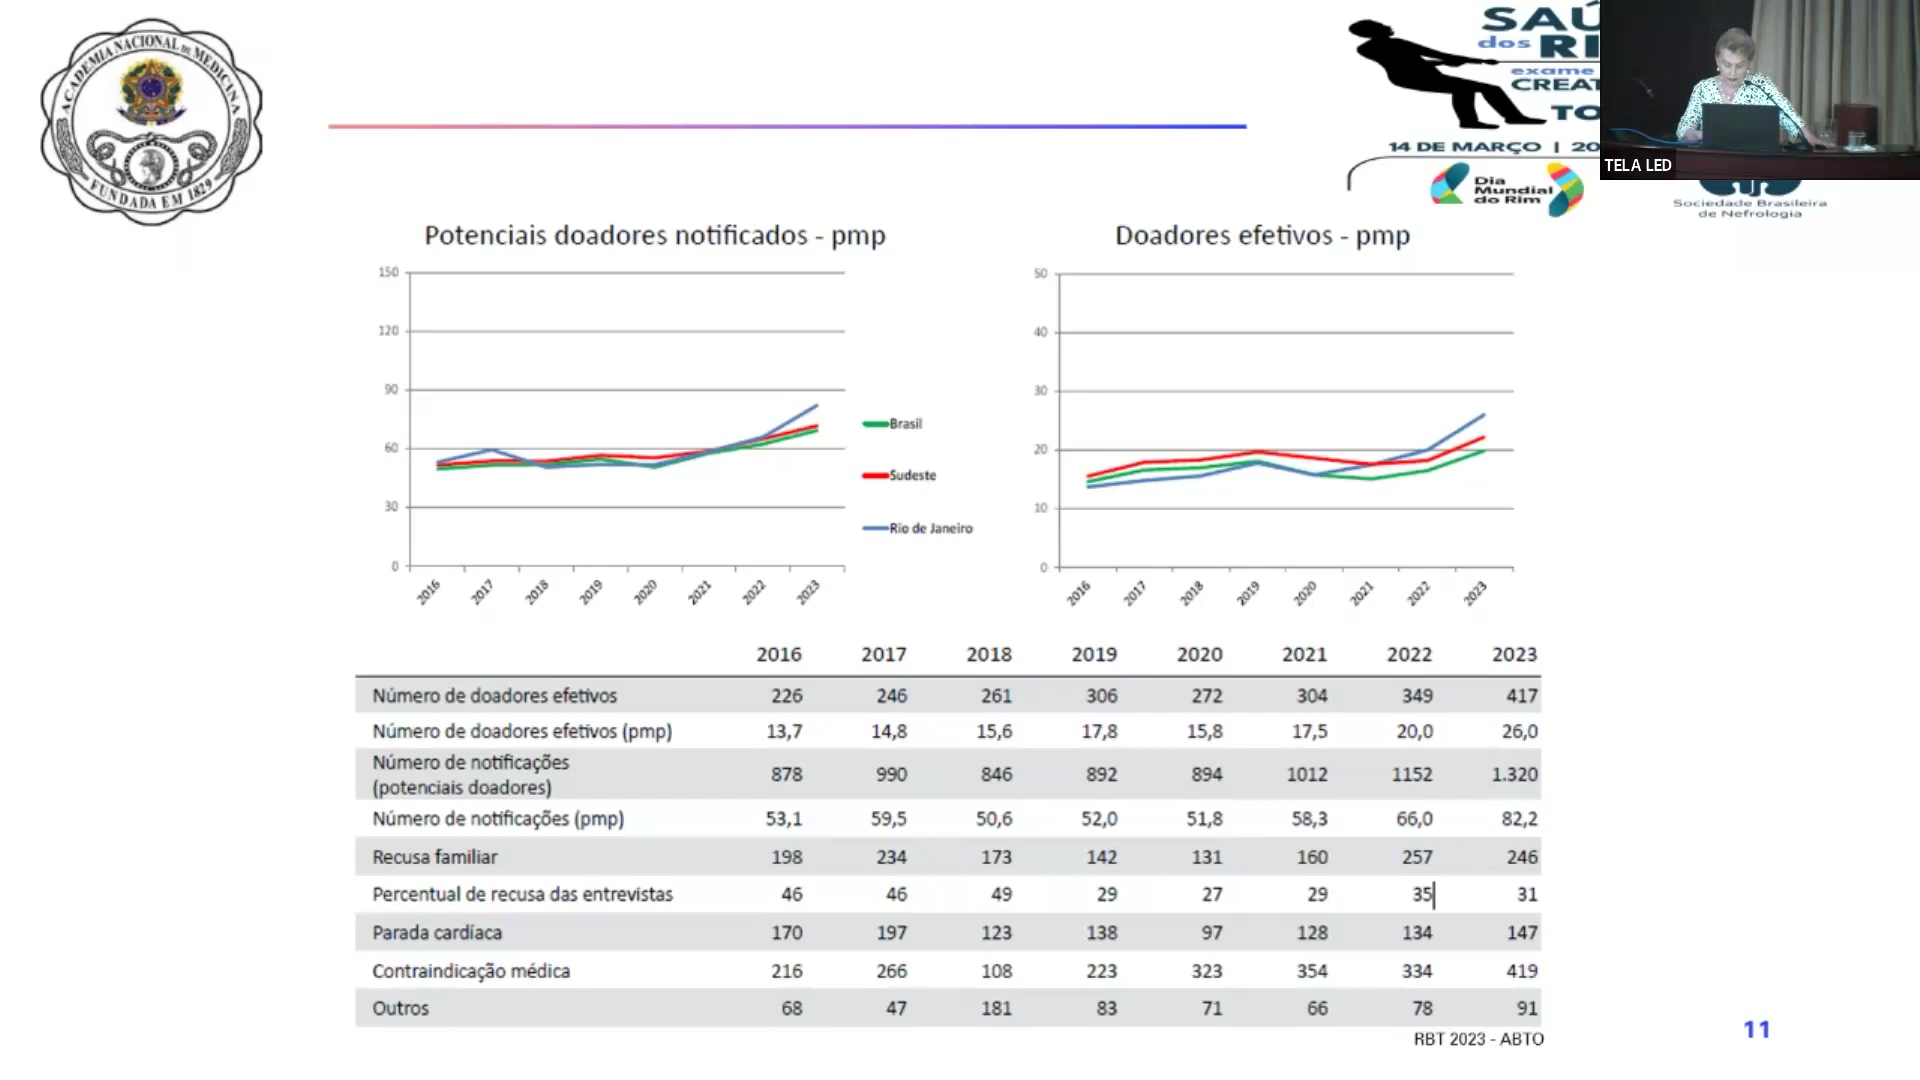 ACADEMIA NACIONAL DE MEDICINA
FUNDADA EM 1829
SAÚ
dos RI
exame
CREAT
TO
14 DE MARÇO | 20
Dia
Mundial
do Rim
TELA LED
Sociedade Brasileira
de Nefrologia
Potenciais doadores notificados - pmp
150
120
90
60
30
0
2016 2017 2018 2019 2020 2021 2022 2023
Brasil
Sudeste
Rio de Janeiro
Doadores efetivos - pmp
50
40
30
20
10
0
2016 2017 2018 2019 2020 2021 2022 2023
2016 2017 2018 2019 2020 2021 2022 2023
Número de doadores efetivos 226 246 261 306 272 304 349 417
Número de doadores efetivos (pmp) 13,7 14,8 15,6 17,8 15,8 17,5 20,0 26,0
Número de notificações
(potenciais doadores) 878 990 846 892 894 1012 1152 1.320
Número de notificações (pmp) 53,1 59,5 50,6 52,0 51,8 58,3 66,0 82,2
Recusa familiar 198 234 173 142 131 160 257 246
Percentual de recusa das entrevistas 46 46 49 29 27 29 35 31
Parada cardíaca 170 197 123 138 97 128 134 147
Contraindicação médica 216 266 108 223 323 354 334 419
Outros 68 47 181 83 71 66 78 91
RBT 2023 - ABTO
11